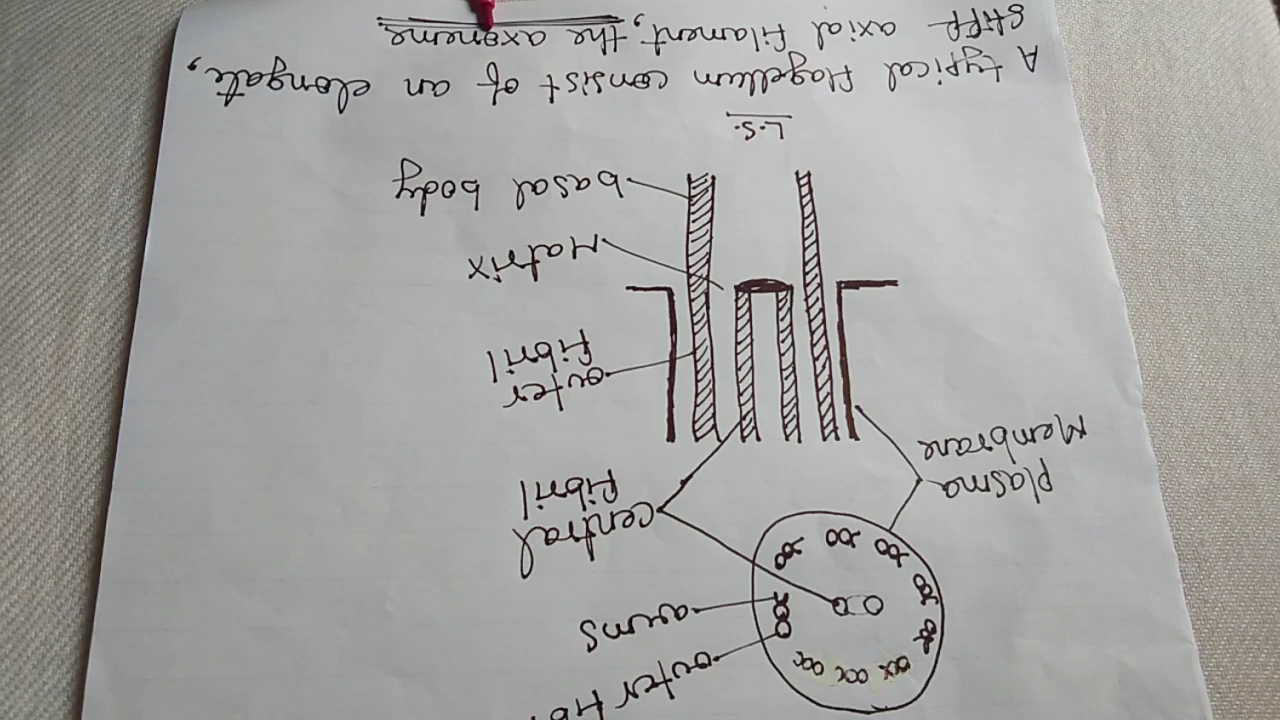 outer
arms
central
fibril
plasma
Membrane
outer
fibril
Matrix
basal body
L.S.
A typical flagellum consist of an elongate,
stiff axial filament, the axoneme